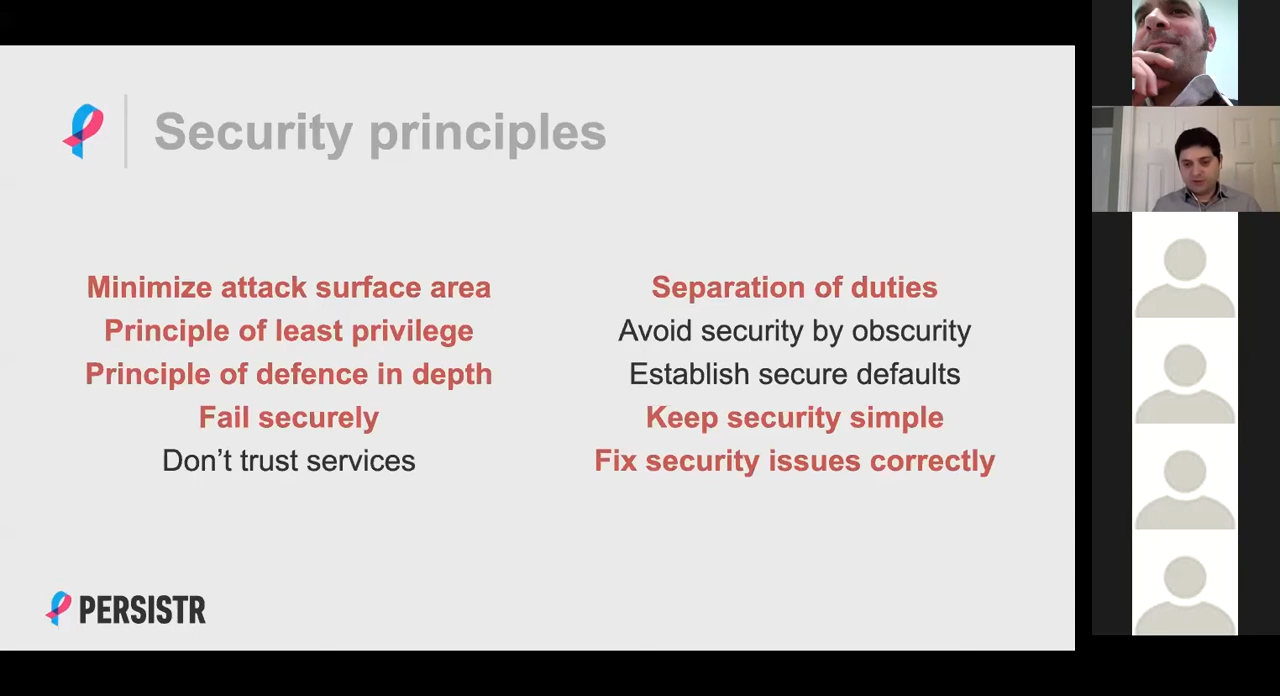 Security principles
Minimize attack surface area
Principle of least privilege
Principle of defence in depth
Fail securely
Don’t trust services
Separation of duties
Avoid security by obscurity
Establish secure defaults
Keep security simple
Fix security issues correctly
PERSISTR